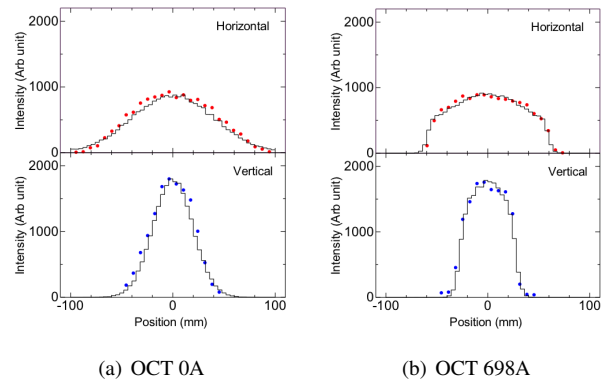 2000
Horizontal
1000
0
Intensity (Arb unit)
2000
Vertical
1000
0
Intensity (Arb unit)
-100 0 100
Position (mm)
(a) OCT 0A
2000
Horizontal
1000
0
Intensity (Arb unit)
2000
Vertical
1000
0
Intensity (Arb unit)
-100 0 100
Position (mm)
(b) OCT 698A